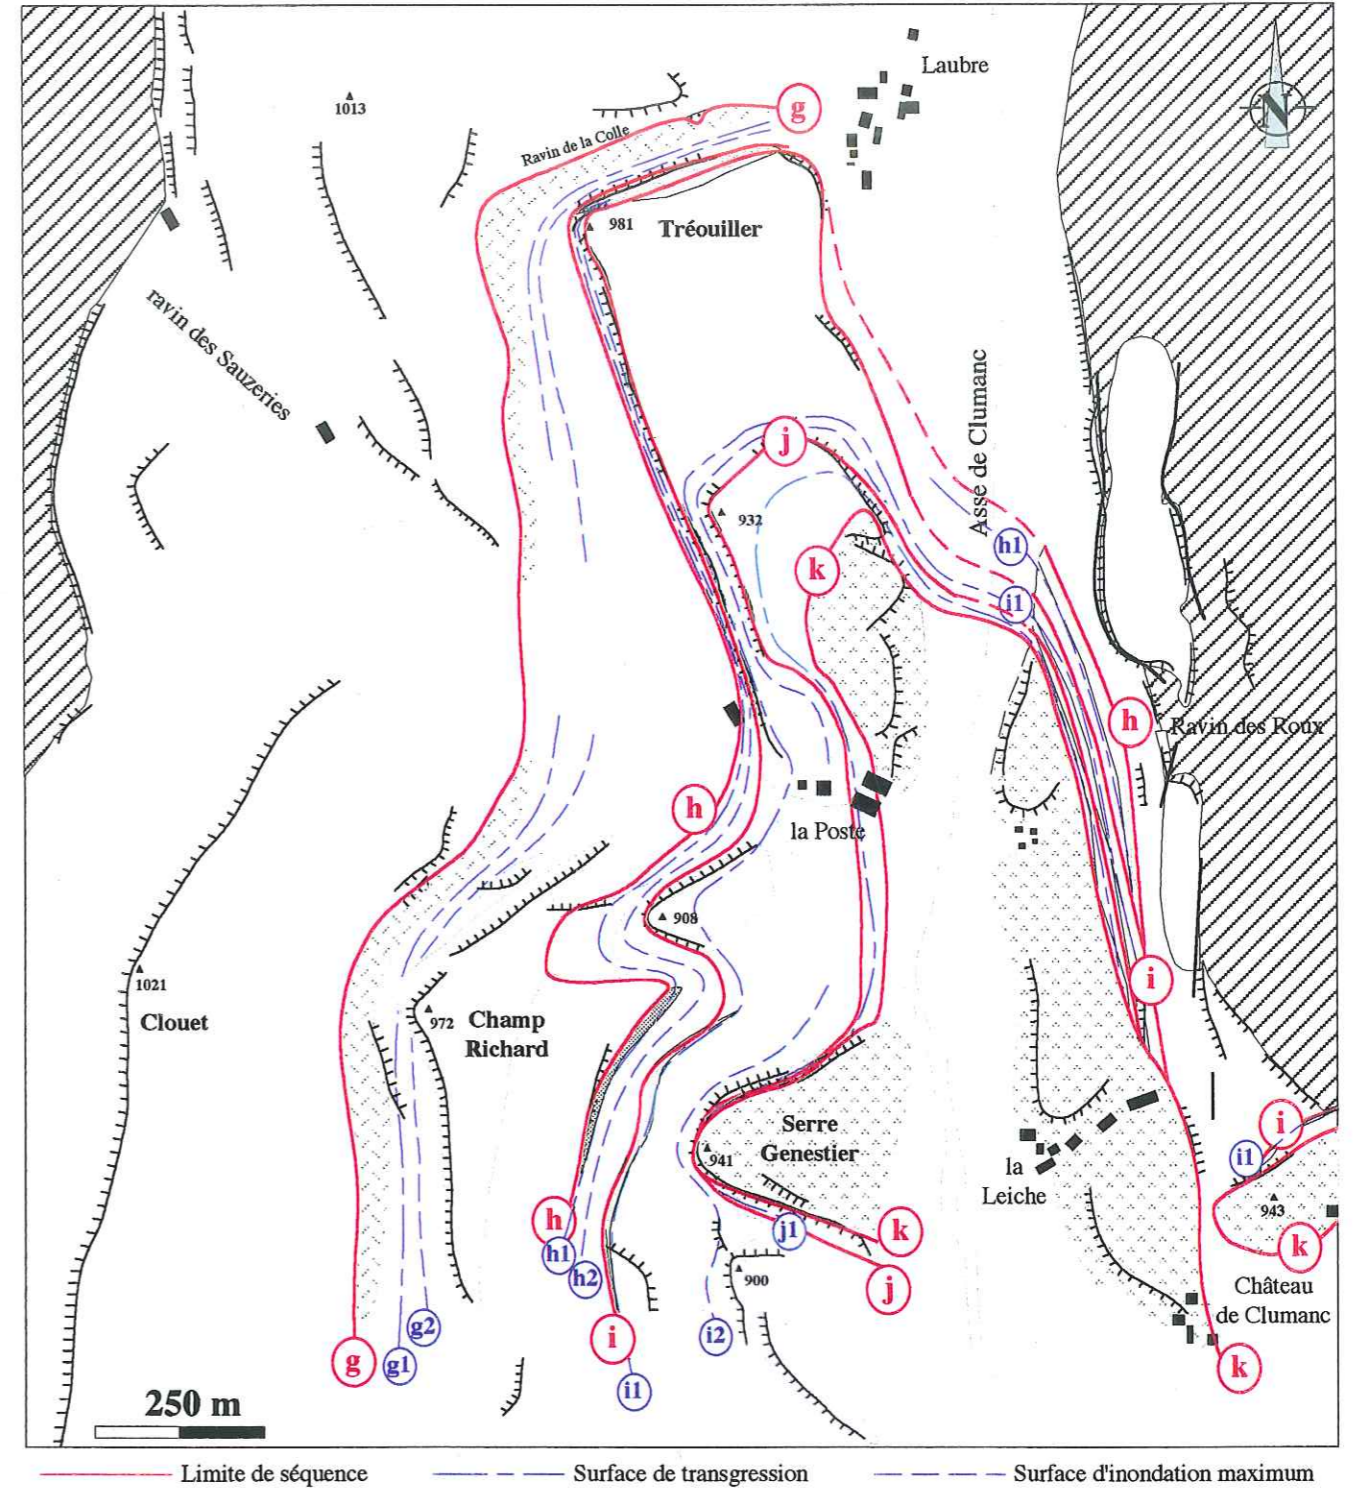 Laubre
1013
g
Ravin de la Colle
N
981
Tréouiller
ravin des Sauzeries
Asse de Clumanc
j
932
h1
k
i1
h
Ravin des Roux
h
la Poste
908
1021
i
Clouet
972
Champ
Richard
Serre
Genestier
i
941
i1
la
Leiche
943
h
j1
k
k
h1
h2
900
j
Château
de Clumanc
g2
i
i2
g
g1
k
i1
250 m
Limite de séquence
Surface de transgression
Surface d'inondation maximum